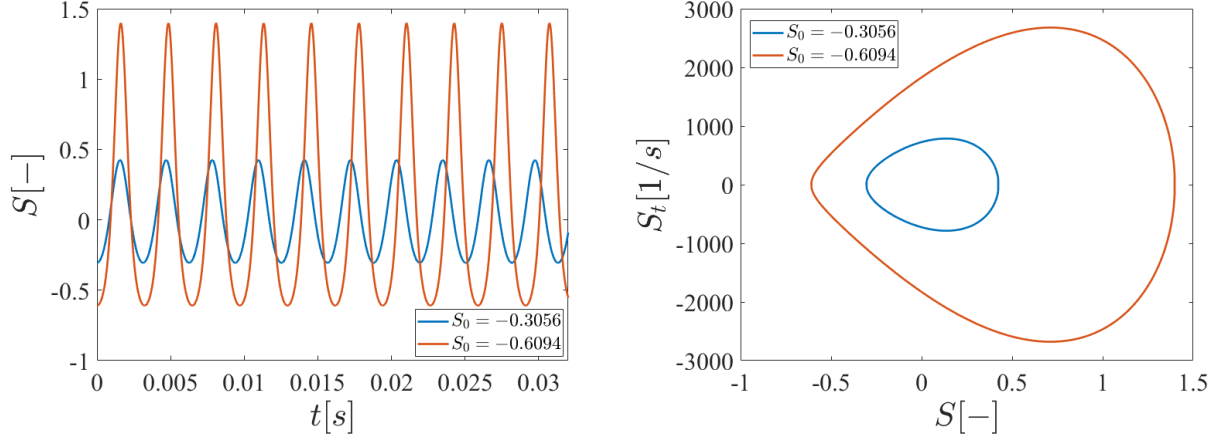 1.5
1
0.5
0
-0.5
-1
S[−]
0 0.005 0.01 0.015 0.02 0.025 0.03
t[s]
S₀ = −0.3056
S₀ = −0.6094
3000
2000
1000
0
-1000
-2000
-3000
Sₜ[1/s]
S₀ = −0.3056
S₀ = −0.6094
-1 -0.5 0 0.5 1 1.5
S[−]